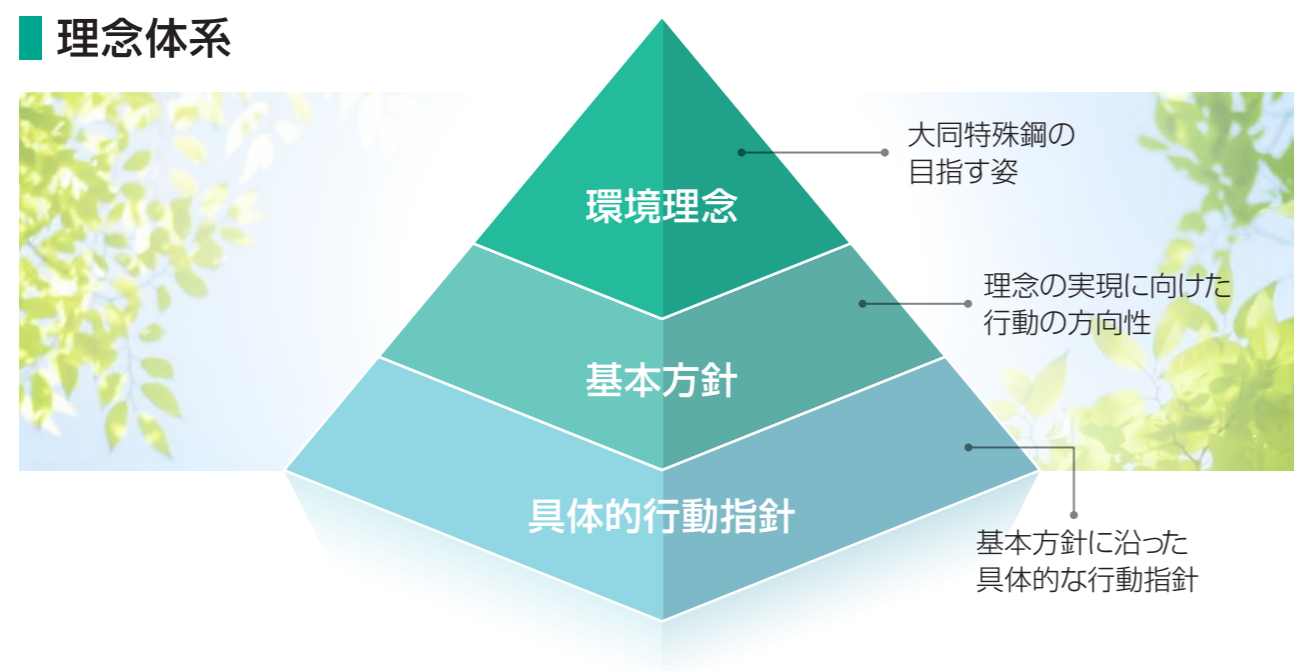 理念体系
環境理念
大同特殊鋼の
目指す姿
基本方針
理念の実現に向けた
行動の方向性
具体的行動指針
基本方針に沿った
具体的な行動指針